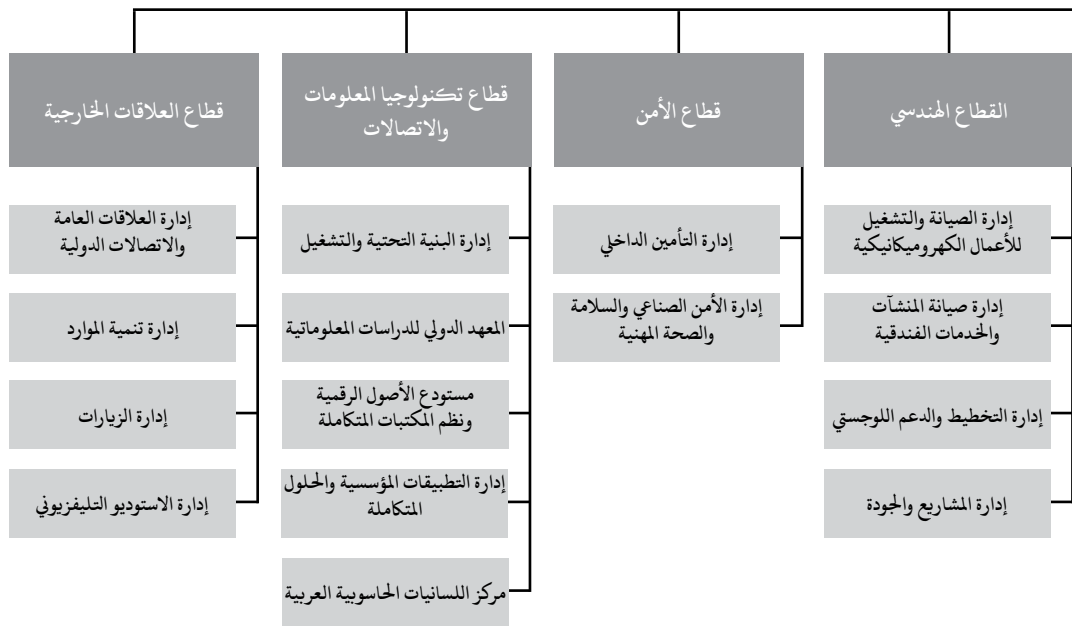 القطاع الهندسي
إدارة الصيانة والتشغيل
للأعمال الكهروميكانيكية
إدارة صيانة المنشآت
والخدمات الفندقية
إدارة التخطيط والدعم اللوجستي
إدارة المشاريع والجودة
قطاع الأمن
إدارة التأمين الداخلي
إدارة الأمن الصناعي والسلامة
والصحة المهنية
قطاع تكنولوجيا المعلومات
والاتصالات
إدارة البنية التحتية والتشغيل
المعهد الدولي للدراسات المعلوماتية
مستودع الأصول الرقمية
ونظم المكتبات المتكاملة
إدارة التطبيقات المؤسسية والحلول
المتكاملة
مركز اللسانيات الحاسوبية العربية
قطاع العلاقات الخارجية
إدارة العلاقات العامة
والاتصالات الدولية
إدارة تنمية الموارد
إدارة الزيارات
إدارة الاستوديو التليفزيوني